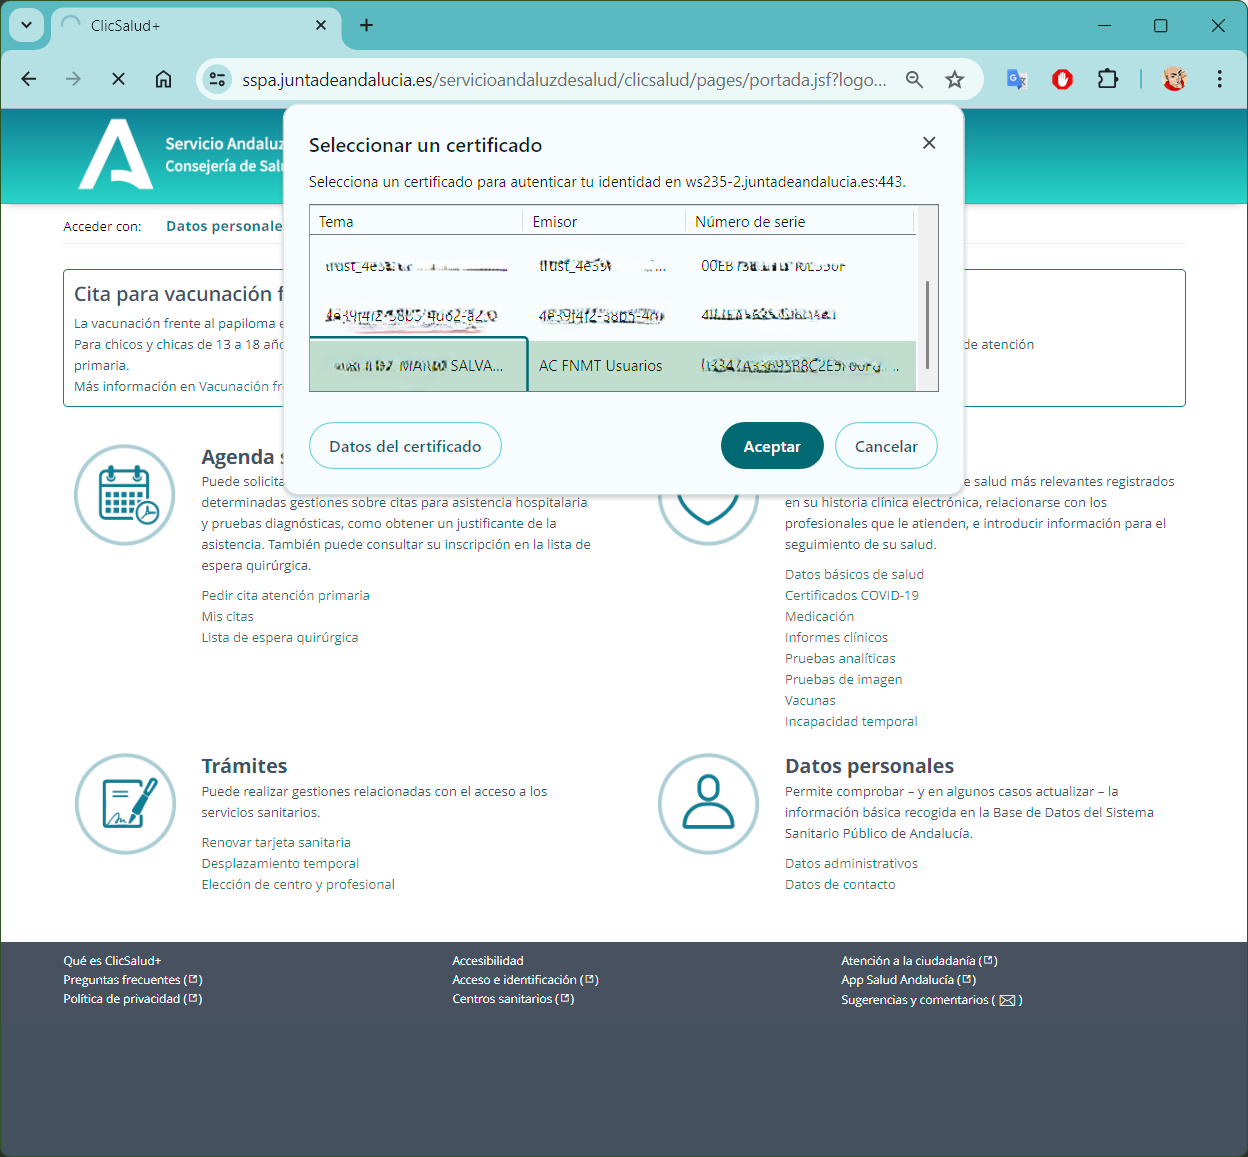 ClicSalud+
sspa.juntadeandalucia.es/servicioandaluzdesalud/clicsalud/pages/portada.jsf?logo...
Servicio Andaluz
Consejería de Sal
Seleccionar un certificado
Selecciona un certificado para autenticar tu identidad en ws235-2.juntadeandalucia.es:443.
Tema Emisor Número de serie
SALVA... AC FNMT Usuarios
Datos del certificado Aceptar Cancelar
Acceder con: Datos personale
Cita para vacunación f
La vacunación frente al papiloma
Para chicos y chicas de 13 a 18 año de atención
primaria.
Más información en Vacunación fr
Agenda
Puede solicita
determinadas gestiones sobre citas para asistencia hospitalaria
y pruebas diagnósticas, como obtener un justificante de la
asistencia. También puede consultar su inscripción en la lista de
espera quirúrgica.
Pedir cita atención primaria
Mis citas
Lista de espera quirúrgica
salud más relevantes registrados
en su historia clínica electrónica, relacionarse con los
profesionales que le atienden, e introducir información para el
seguimiento de su salud.
Datos básicos de salud
Certificados COVID-19
Medicación
Informes clínicos
Pruebas analíticas
Pruebas de imagen
Vacunas
Incapacidad temporal
Trámites
Puede realizar gestiones relacionadas con el acceso a los
servicios sanitarios.
Renovar tarjeta sanitaria
Desplazamiento temporal
Elección de centro y profesional
Datos personales
Permite comprobar – y en algunos casos actualizar – la
información básica recogida en la Base de Datos del Sistema
Sanitario Público de Andalucía.
Datos administrativos
Datos de contacto
Qué es ClicSalud+
Preguntas frecuentes
Política de privacidad
Accesibilidad
Acceso e identificación
Centros sanitarios
Atención a la ciudadanía
App Salud Andalucía
Sugerencias y comentarios